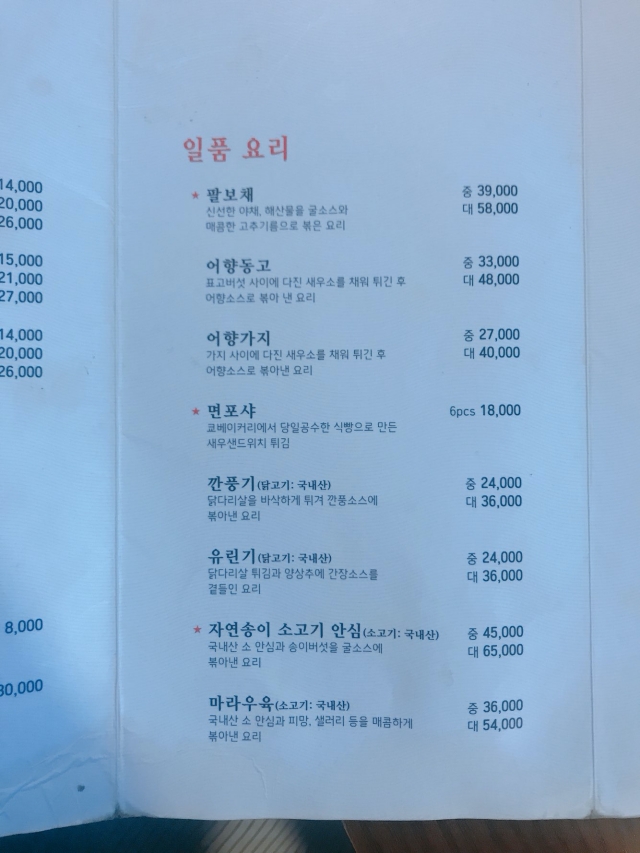 14,000
20,000
26,000
15,000
21,000
27,000
14,000
20,000
26,000
8,000
30,000
일품 요리
★ 팔보채 중 39,000
신선한 야채, 해산물을 굴소스와 대 58,000
매콤한 고추기름으로 볶은 요리
어향동고 중 33,000
표고버섯 사이에 다진 새우소를 채워 튀긴 후 대 48,000
어향소스로 볶아 낸 요리
어향가지 중 27,000
가지 사이에 다진 새우소를 채워 튀긴 후 대 40,000
어향소스로 볶아낸 요리
★ 면포샤 6pcs 18,000
쿄베이커리에서 당일공수한 식빵으로 만든
새우샌드위치 튀김
깐풍기(닭고기: 국내산) 중 24,000
닭다리살을 바삭하게 튀겨 깐풍소스에 대 36,000
볶아낸 요리
유린기(닭고기: 국내산) 중 24,000
닭다리살 튀김과 양상추에 간장소스를 대 36,000
곁들인 요리
★ 자연송이 소고기 안심(소고기: 국내산) 중 45,000
국내산 소 안심과 송이버섯을 굴소스에 대 65,000
볶아낸 요리
마라우육(소고기: 국내산) 중 36,000
국내산 소 안심과 피망, 샐러리 등을 매콤하게 대 54,000
볶아낸 요리